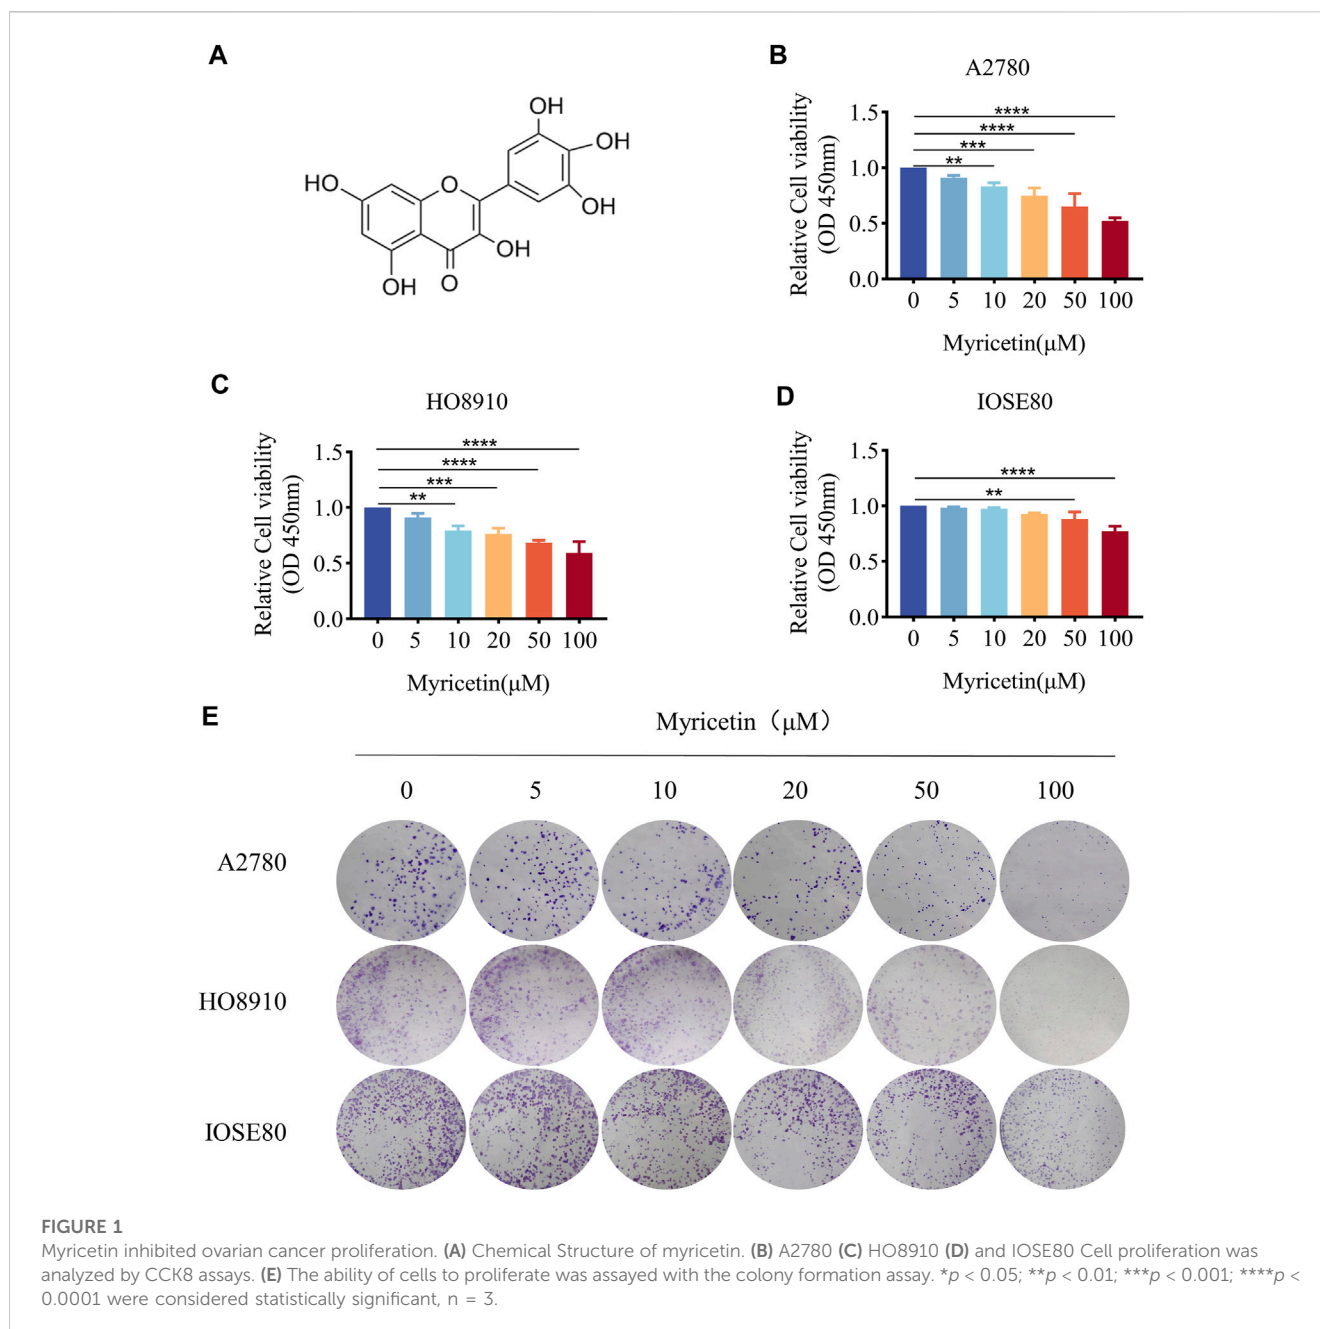 A
OH
OH
HO
O
OH
OH
OH
O
B
A2780
Relative Cell viability
(OD 450nm)
1.5
1.0
0.5
0.0
****
****
***
**
0 5 10 20 50 100
Myricetin(μM)
C
HO8910
Relative Cell viability
(OD 450nm)
1.5
1.0
0.5
0.0
****
****
***
**
0 5 10 20 50 100
Myricetin(μM)
D
IOSE80
Relative Cell viability
(OD 450nm)
1.5
1.0
0.5
0.0
****
**
0 5 10 20 50 100
Myricetin(μM)
E
Myricetin（μM）
0 5 10 20 50 100
A2780
HO8910
IOSE80
FIGURE 1
Myricetin inhibited ovarian cancer proliferation. (A) Chemical Structure of myricetin. (B) A2780 (C) HO8910 (D) and IOSE80 Cell proliferation was
analyzed by CCK8 assays. (E) The ability of cells to proliferate was assayed with the colony formation assay. *p < 0.05; **p < 0.01; ***p < 0.001; ****p <
0.0001 were considered statistically significant, n = 3.